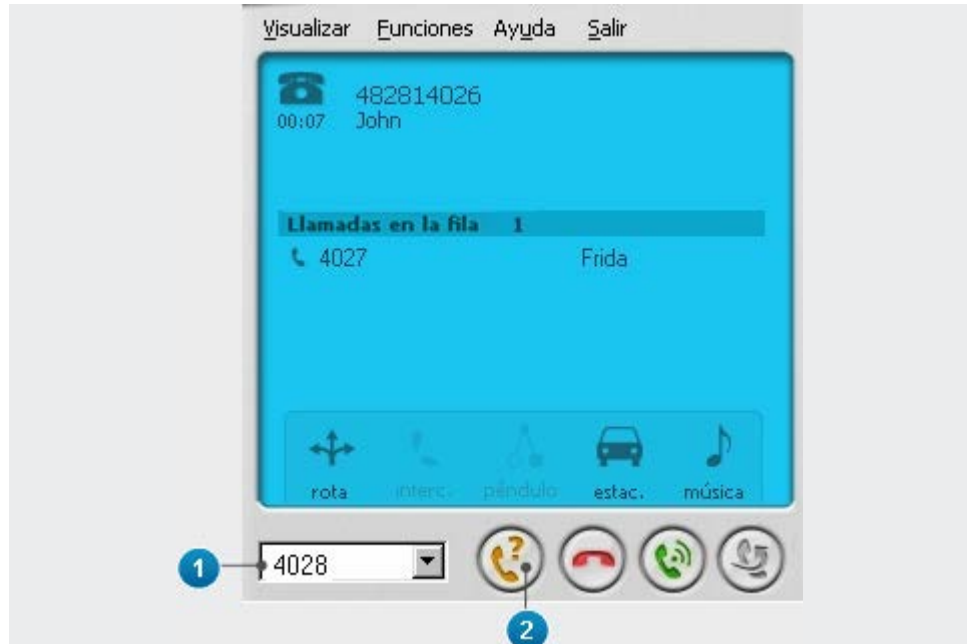 Visualizar Funciones Ayuda Salir
482814026
00:07 John
Llamadas en la fila 1
4027 Frida
rota interc. péndulo estac. música
1 4028
?
2